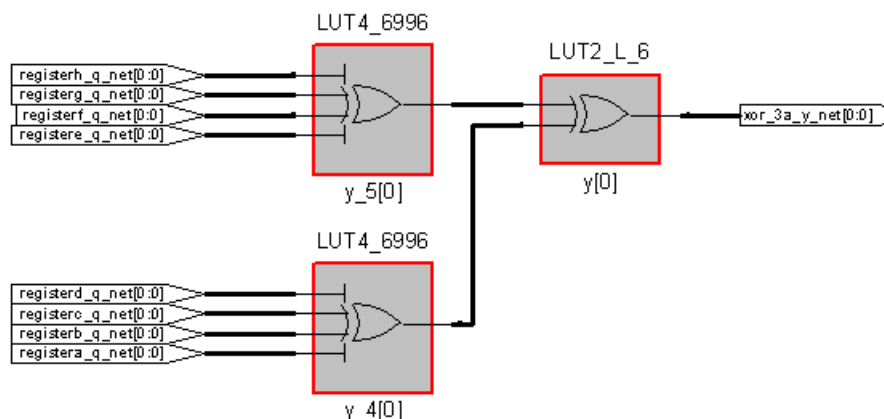 LUT4_6996
registerh_q_net[0:0]
registerg_q_net[0:0]
registerf_q_net[0:0]
registere_q_net[0:0]
y_5[0]
LUT2_L_6
xor_3a_y_net[0:0]
y[0]
LUT4_6996
registerd_q_net[0:0]
registerc_q_net[0:0]
registerb_q_net[0:0]
registera_q_net[0:0]
y_4[0]